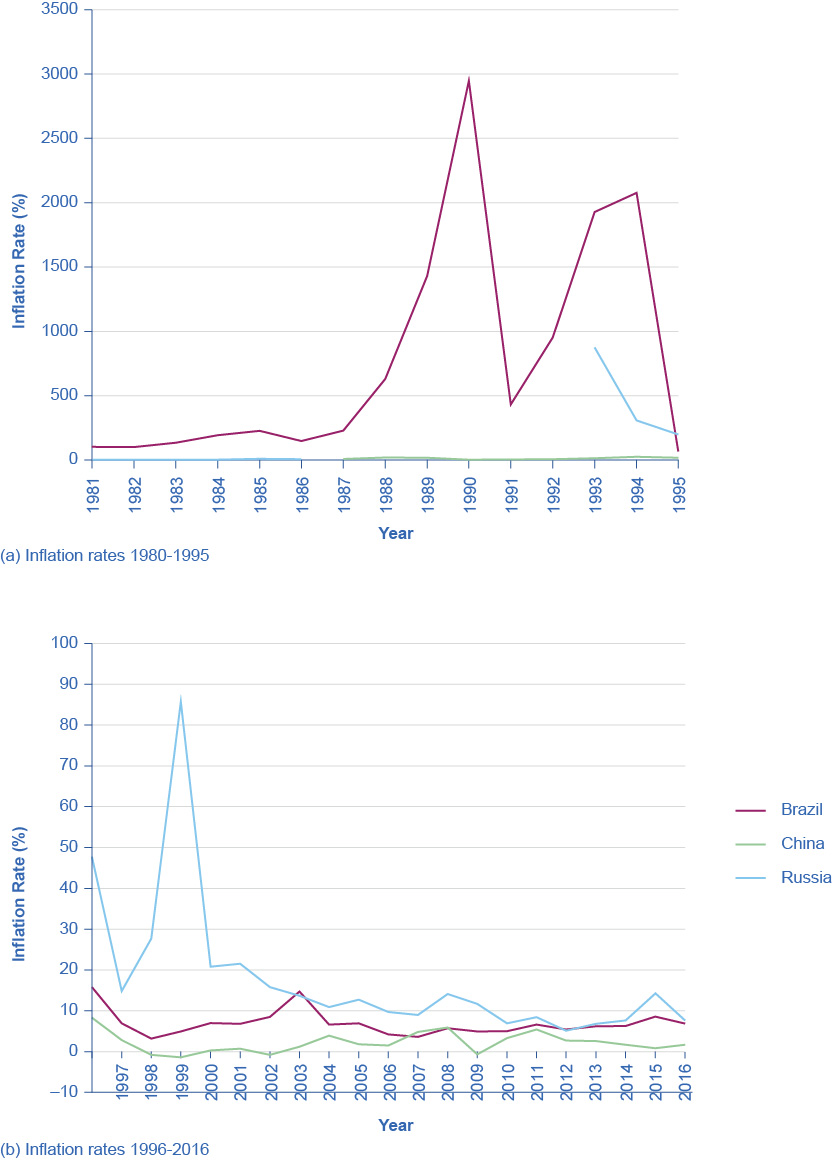 3500
3000
2500
2000
1500
1000
500
0
Inflation Rate (%)
1981 1982 1983 1984 1985 1986 1987 1988 1989 1990 1991 1992 1993 1994 1995
Year
(a) Inflation rates 1980-1995
100
90
80
70
60
50
40
30
20
10
0
–10
Inflation Rate (%)
1997 1998 1999 2000 2001 2002 2003 2004 2005 2006 2007 2008 2009 2010 2011 2012 2013 2014 2015 2016
Year
Brazil
China
Russia
(b) Inflation rates 1996-2016